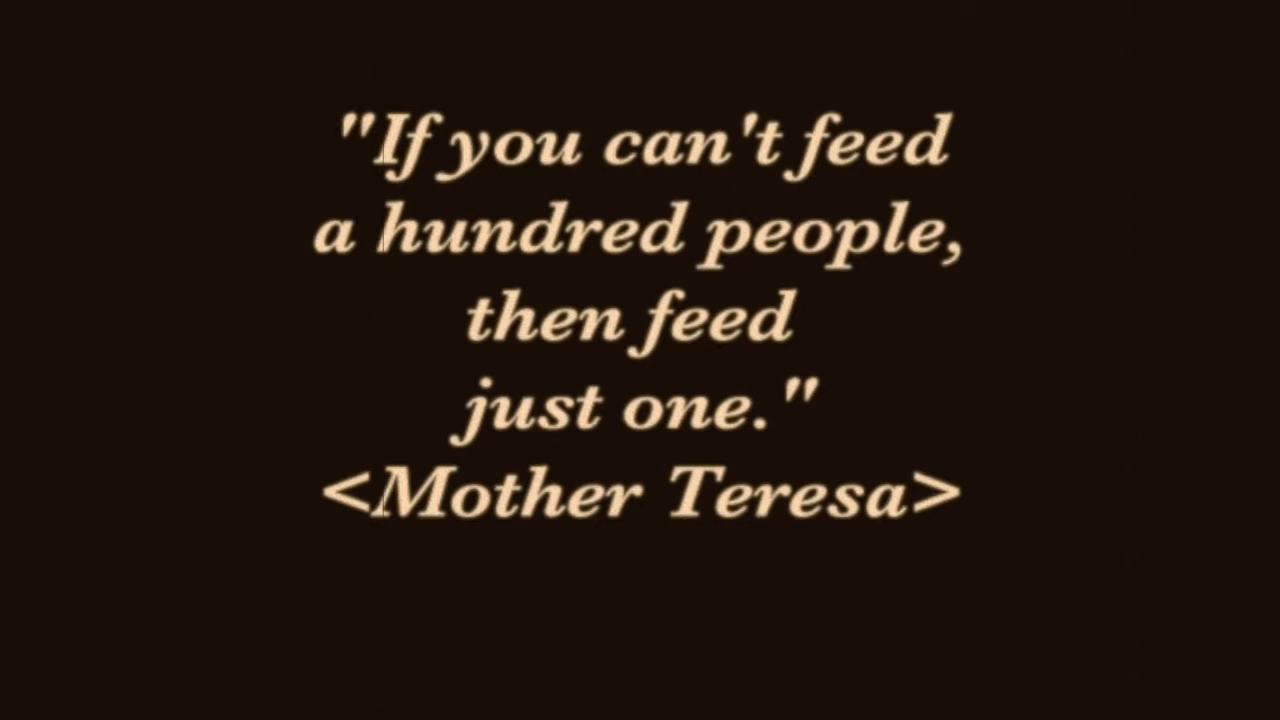 "If you can't feed
a hundred people,
then feed
just one."
<Mother Teresa>